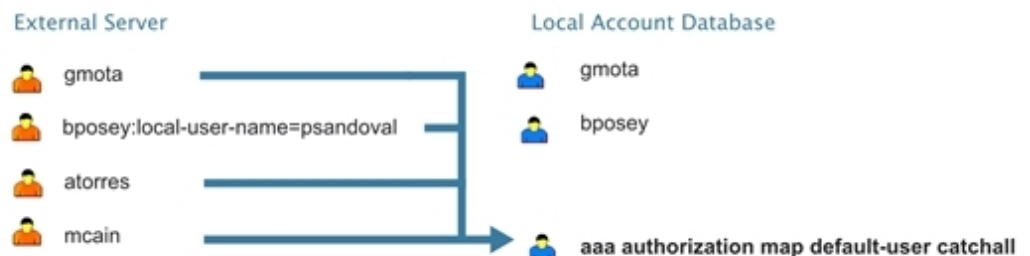 External Server
gmota
bposey:local-user-name=psandoval
atorres
mcain
Local Account Database
gmota
bposey
aaa authorization map default-user catchall